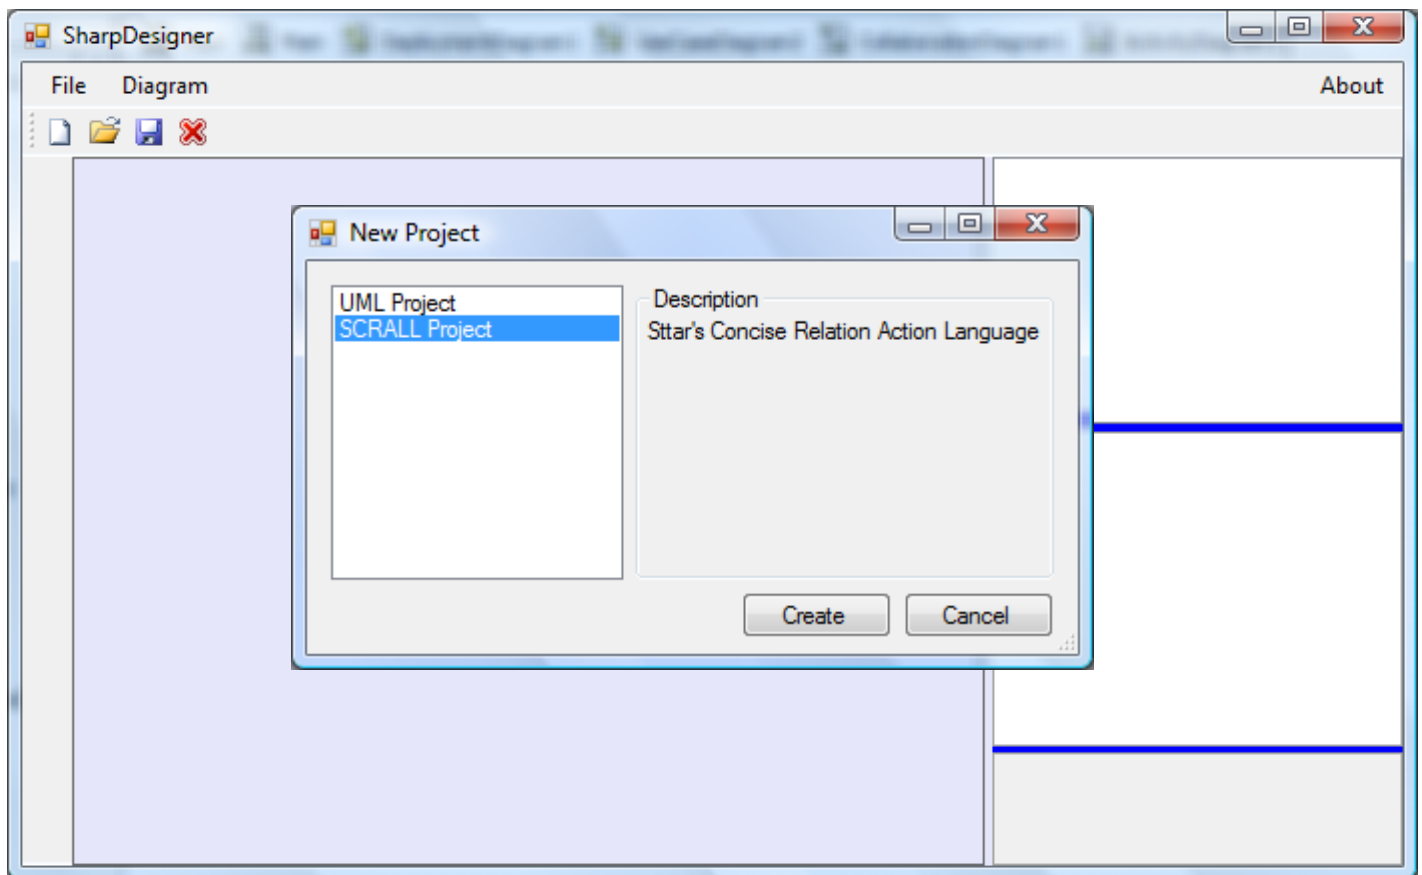 SharpDesigner
File Diagram About
New Project
UML Project
SCRALL Project
Description
Sttar's Concise Relation Action Language
Create Cancel